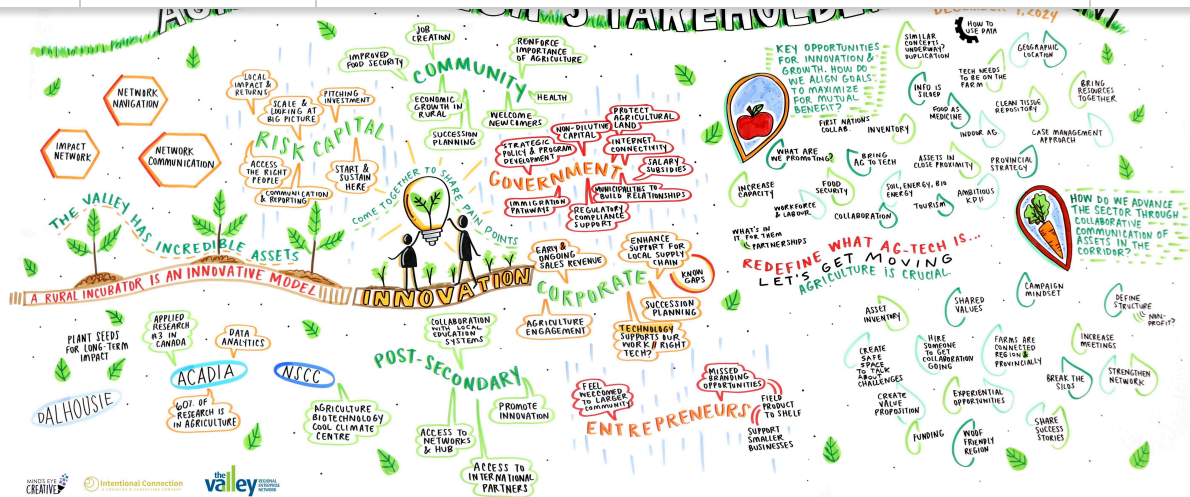 DECEMBER 4, 2024
NETWORK
NAVIGATION
IMPACT
NETWORK
NETWORK
COMMUNICATION
THE VALLEY HAS INCREDIBLE ASSETS
A RURAL INCUBATOR IS AN INNOVATIVE MODEL
INNOVATION
COME TOGETHER TO SHARE PAIN POINTS
RISK CAPITAL
LOCAL
IMPACT &
RETURNS
SCALE &
LOOKING AT
BIG PICTURE
PITCHING
INVESTMENT
ACCESS
THE RIGHT
PEOPLE
COMMUNICATION
& REPORTING
START &
SUSTAIN
HERE
COMMUNITY
IMPROVED
FOOD SECURITY
JOB
CREATION
REINFORCE
IMPORTANCE
OF AGRICULTURE
ECONOMIC
GROWTH IN
RURAL
SUCCESSION
PLANNING
WELCOME
NEWCOMERS
HEALTH
GOVERNMENT
STRATEGIC
POLICY & PROGRAM
DEVELOPMENT
NON-DILUTIVE
CAPITAL
PROTECT
AGRICULTURAL
LAND
INTERNET
CONNECTIVITY
SALARY
SUBSIDIES
MUNICIPALITIES TO
BUILD RELATIONSHIPS
IMMIGRATION
PATHWAYS
REGULATORY
COMPLIANCE
SUPPORT
CORPORATE
EARLY &
ONGOING
SALES REVENUE
ENHANCE
SUPPORT FOR
LOCAL SUPPLY
CHAIN
KNOW
GAPS
SUCCESSION
PLANNING
AGRICULTURE
ENGAGEMENT
TECHNOLOGY
SUPPORTS OUR
WORK / RIGHT
TECH?
PLANT SEEDS
FOR LONG-TERM
IMPACT
APPLIED
RESEARCH
#3 IN
CANADA
DATA
ANALYTICS
ACADIA
60% OF
RESEARCH IS
IN AGRICULTURE
DALHOUSIE
NSCC
POST-SECONDARY
COLLABORATION
WITH LOCAL
EDUCATION
SYSTEMS
AGRICULTURE
BIOTECHNOLOGY
COOL CLIMATE
CENTRE
ACCESS TO
NETWORKS
& HUB
ACCESS TO
INTERNATIONAL
PARTNERS
PROMOTE
INNOVATION
ENTREPRENEURS
FEEL
WELCOMED
TO LARGER
COMMUNITY
MISSED
BRANDING
OPPORTUNITIES
FIELD
PRODUCT
TO SHELF
SUPPORT
SMALLER
BUSINESSES
KEY OPPORTUNITIES
FOR INNOVATION &
GROWTH. HOW DO
WE ALIGN GOALS
TO MAXIMIZE
FOR MUTUAL
BENEFIT?
SIMILAR
CONCEPTS
UNDERWAY?
DUPLICATION
HOW TO
USE DATA
GEOGRAPHIC
LOCATION
INFO IS
SILOED
TECH NEEDS
TO BE ON THE
FARM
BRING
RESOURCES
TOGETHER
FIRST NATIONS
COLLAB.
INVENTORY
FOOD AS
MEDICINE
CLEAN TISSUE
REPOSITORY
INDOUR AG.
CASE MANAGEMENT
APPROACH
WHAT ARE
WE PROMOTING?
BRING
AG TO TECH
ASSETS IN
CLOSE PROXIMITY
PROVINCIAL
STRATEGY
INCREASE
CAPACITY
FOOD
SECURITY
SOIL, ENERGY, BIO
ENERGY
AMBITIOUS
KPI!
WORKFORCE
& LABOUR
COLLABORATION
TOURISM
WHAT'S IN
IT FOR THEM
PARTNERSHIPS
REDEFINE WHAT AC-TECH IS...
LET'S GET MOVING
AGRICULTURE IS CRUCIAL
HOW DO WE ADVANCE
THE SECTOR THROUGH
COLLABORATIVE
COMMUNICATION OF
ASSETS IN THE
CORRIDOR?
CAMPAIGN
MINDSET
ASSET
INVENTORY
SHARED
VALUES
DEFINE
STRUCTURE
NON-
PROFIT?
CREATE
SAFE
SPACE
TO TALK
ABOUT
CHALLENGES
HIRE
SOMEONE
TO GET
COLLABORATION
GOING
FARMS ARE
CONNECTED
REGION &
PROVINCIALLY
INCREASE
MEETINGS
BREAK THE
SILOS
STRENGTHEN
NETWORK
CREATE
VALUE
PROPOSITION
EXPERIENTIAL
OPPORTUNITIES
FUNDING
WOOF
FRIENDLY
REGION
SHARE
SUCCESS
STORIES
MIND'S EYE
CREATIVE
Intentional Connection
the
valley
REGIONAL
ENTERPRISE
NETWORK